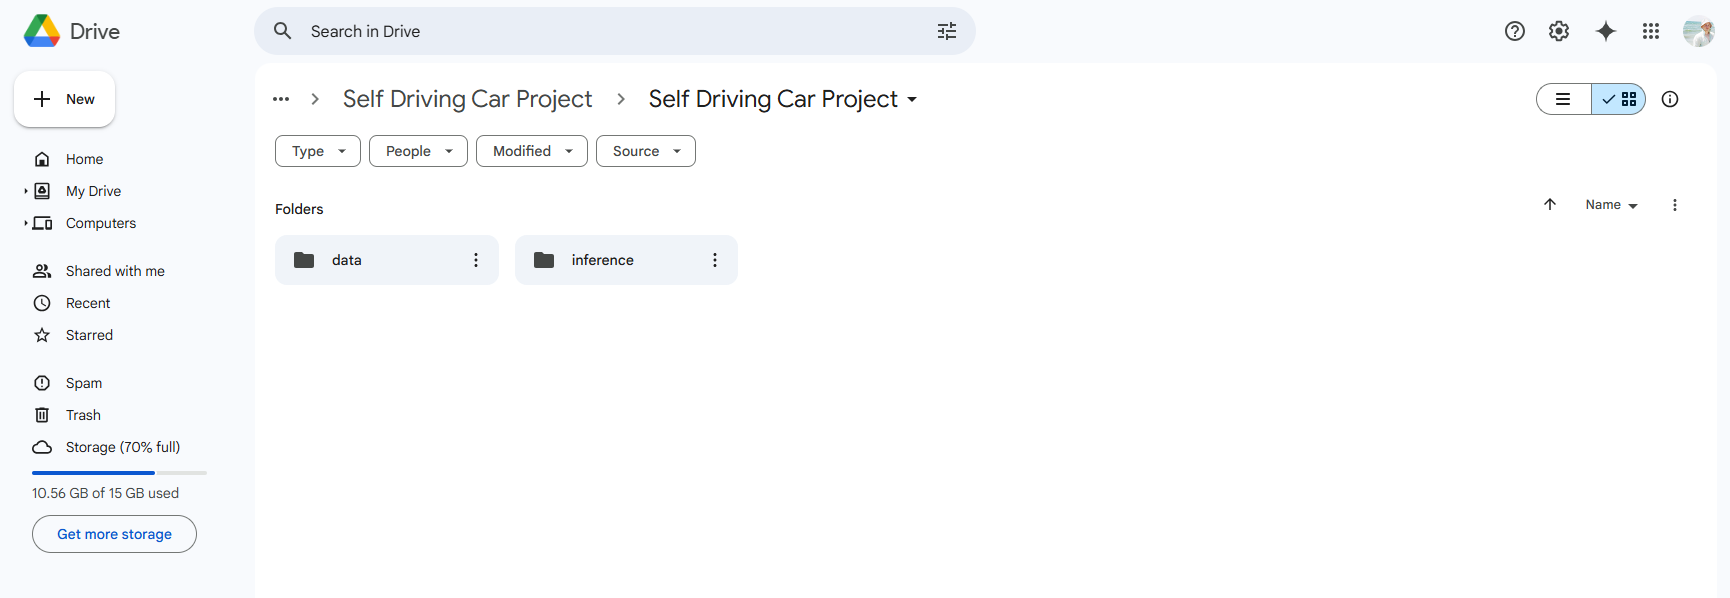 Drive
Search in Drive
New
Self Driving Car Project
Self Driving Car Project
Type
People
Modified
Source
Home
My Drive
Computers
Shared with me
Recent
Starred
Spam
Trash
Storage (70% full)
10.56 GB of 15 GB used
Get more storage
Folders
Name
data
inference